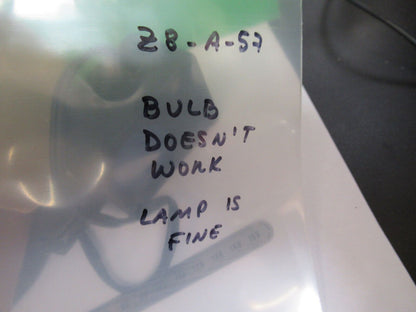 Z8-A-57
BULB
DOESN'T
WORK
LAMP IS
FINE